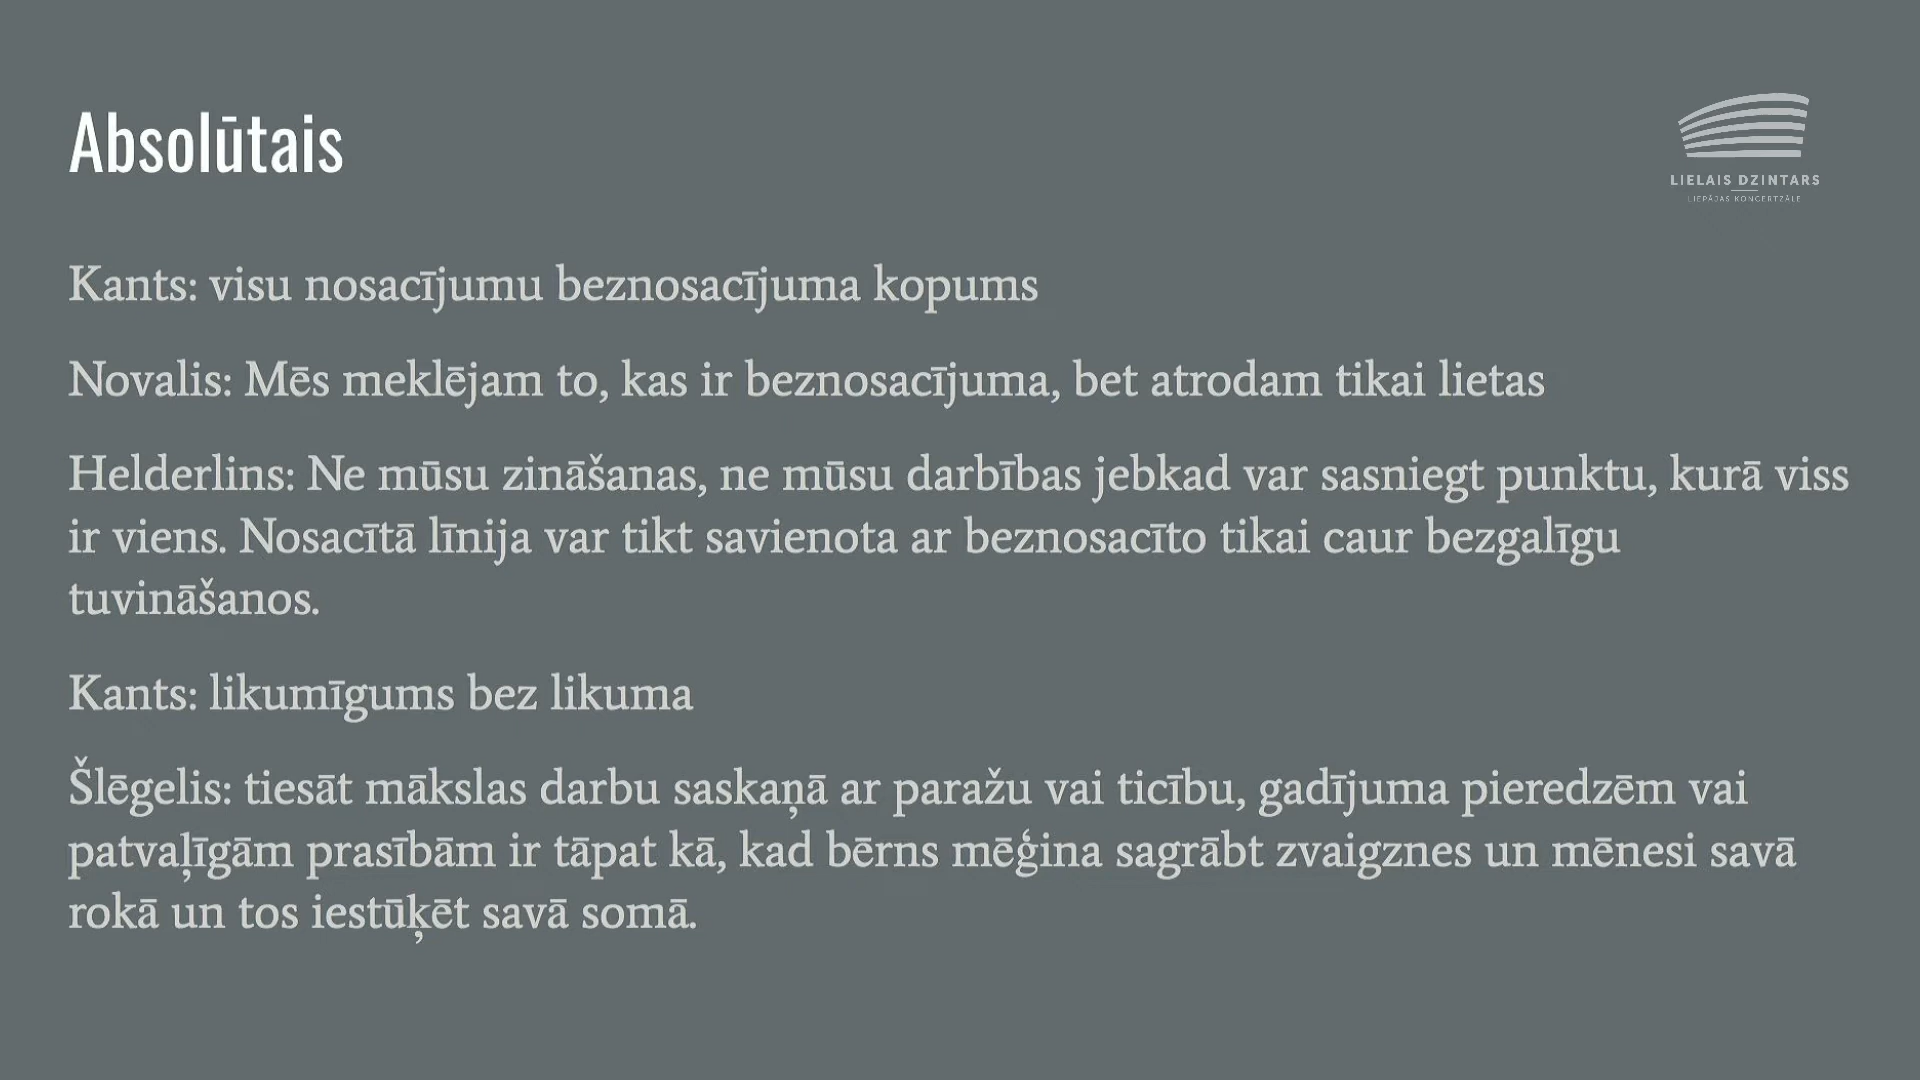 Absolūtais
LIELAIS DZINTARS
LIEPĀJAS KONCERTZĀLE
Kants: visu nosacījumu beznosacījuma kopums
Novalis: Mēs meklējam to, kas ir beznosacījuma, bet atrodam tikai lietas
Helderlins: Ne mūsu zināšanas, ne mūsu darbības jebkad var sasniegt punktu, kurā viss
ir viens. Nosacītā līnija var tikt savienota ar beznosacīto tikai caur bezgalīgu
tuvināšanos.
Kants: likumīgums bez likuma
Šlēgelis: tiesāt mākslas darbu saskaņā ar paražu vai ticību, gadījuma pieredzēm vai
patvaļīgām prasībām ir tāpat kā, kad bērns mēģina sagrābt zvaigznes un mēnesi savā
rokā un tos iestūķēt savā somā.